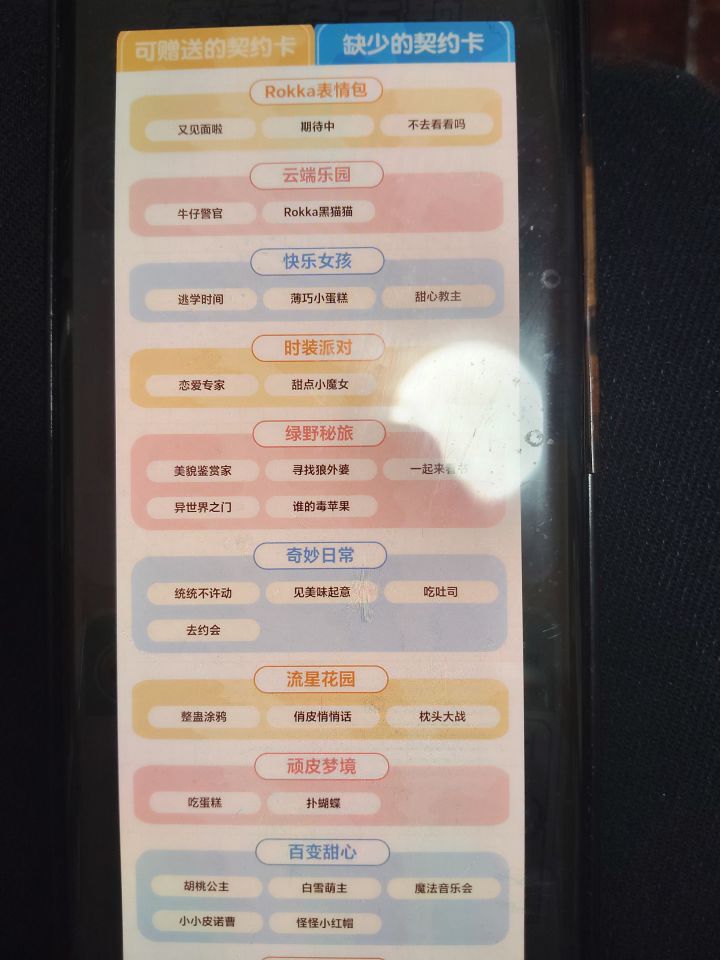 可赠送的契约卡 缺少的契约卡
Rokka表情包
又见面啦 期待中 不去看看吗
云端乐园
牛仔警官 Rokka黑猫猫
快乐女孩
逃学时间 薄巧小蛋糕 甜心教主
时装派对
恋爱专家 甜点小魔女
绿野秘旅
美貌鉴赏家 寻找狼外婆 一起来看书
异世界之门 谁的毒苹果
奇妙日常
统统不许动 见美味起意 吃吐司
去约会
流星花园
整蛊涂鸦 俏皮悄悄话 枕头大战
顽皮梦境
吃蛋糕 扑蝴蝶
百变甜心
胡桃公主 白雪萌主 魔法音乐会
小小皮诺曹 怪怪小红帽